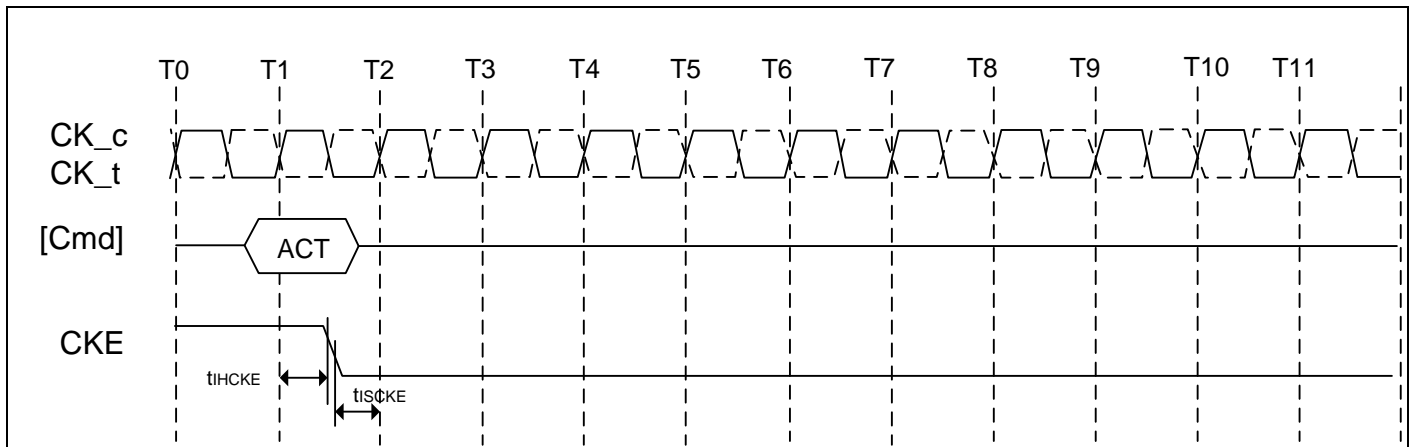 T0 T1 T2 T3 T4 T5 T6 T7 T8 T9 T10 T11
CK_c
CK_t
[Cmd] ACT
CKE
tIHCKE
tISCKE